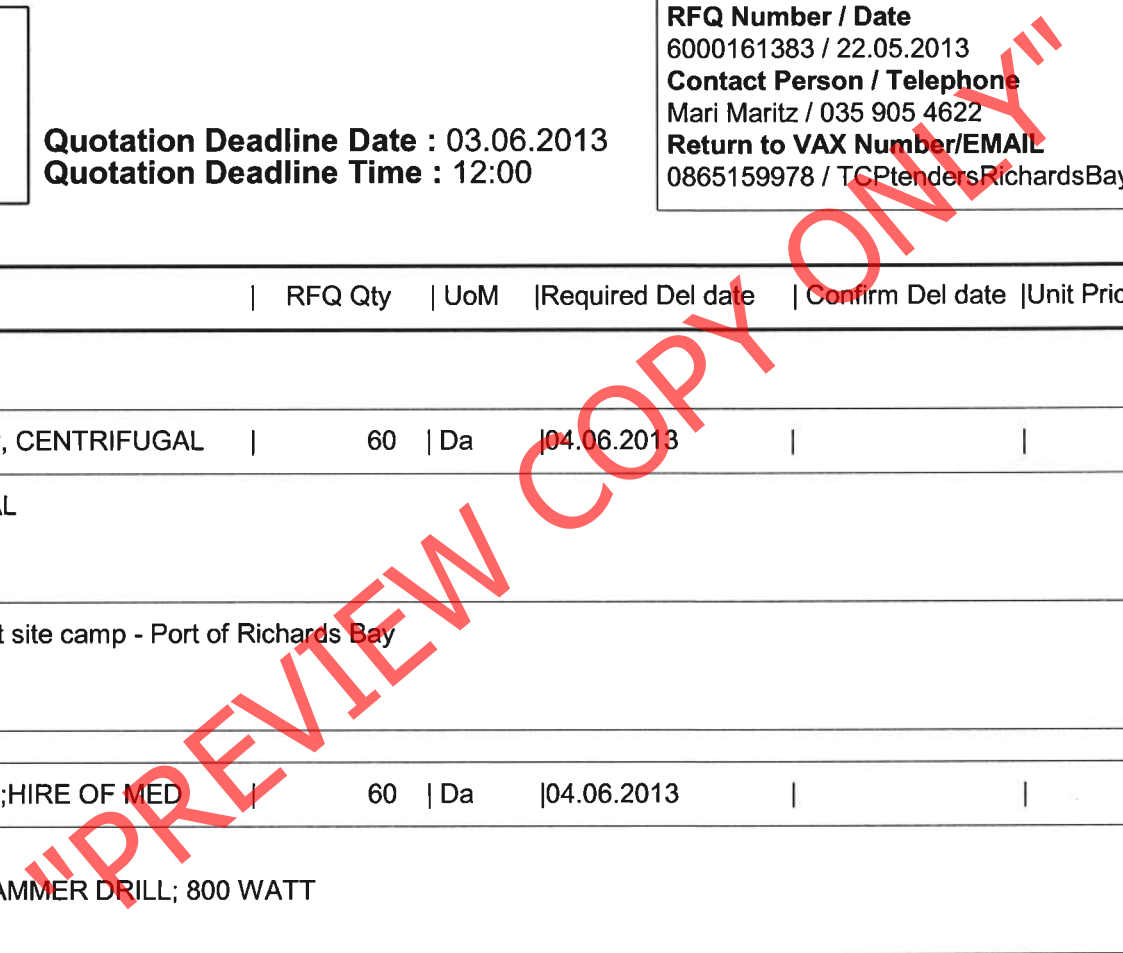 RFQ Number / Date
6000161383 / 22.05.2013
Contact Person / Telephone
Mari Maritz / 035 905 4622
Return to VAX Number/EMAIL
0865159978 / TCPtendersRichardsBay
Quotation Deadline Date : 03.06.2013
Quotation Deadline Time : 12:00
| RFQ Qty | UoM |Required Del date | Confirm Del date |Unit Pric
, CENTRIFUGAL | 60 | Da |04.06.2013 | |
AL
t site camp - Port of Richards Bay
;HIRE OF MED | 60 | Da |04.06.2013 | |
AMMER DRILL; 800 WATT
"PREVIEW COPY ONLY"